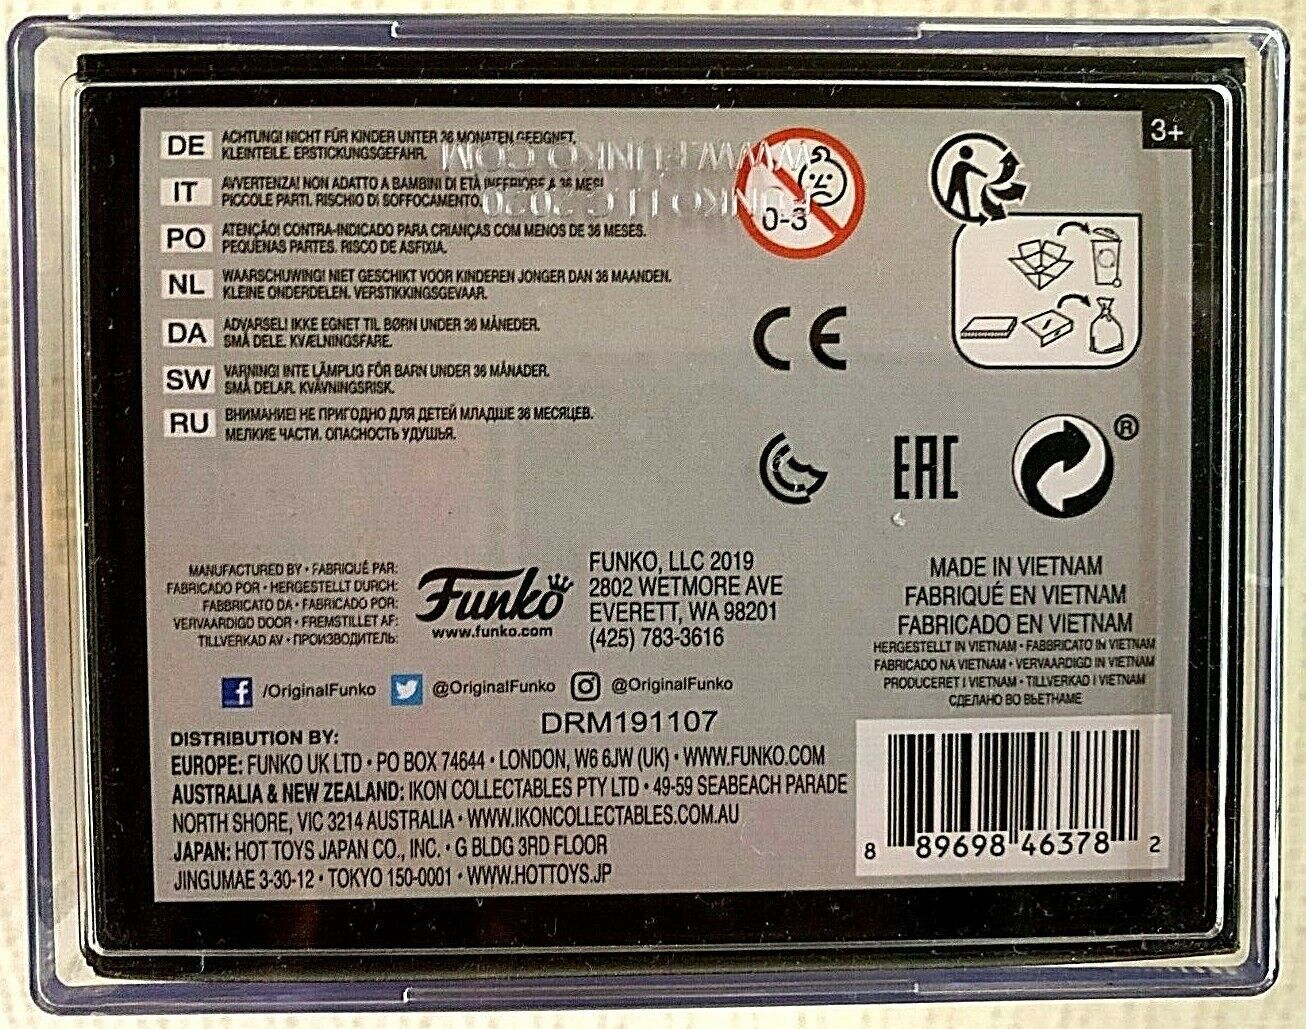 3+
DE ACHTUNG! NICHT FÜR KINDER UNTER 36 MONATEN GEEIGNET.
KLEINTEILE. ERSTICKUNGSGEFAHR.
IT AVVERTENZA! NON ADATTO A BAMBINI DI ETÀ INFERIORE A 36 MESI.
PICCOLE PARTI. RISCHIO DI SOFFOCAMENTO.
PO ATENCÃO! CONTRA-INDICADO PARA CRIANÇAS COM MENOS DE 36 MESES.
PEQUENAS PARTES. RISCO DE ASFIXIA.
NL WAARSCHUWING! NIET GESCHIKT VOOR KINDEREN JONGER DAN 36 MAANDEN.
KLEINE ONDERDELEN. VERSTIKKINGSGEVAAR.
DA ADVARSEL! IKKE EGNET TIL BØRN UNDER 36 MÅNEDER.
SMÅ DELE. KVÆLNINGSFARE.
SW VARNING! INTE LÄMPLIG FÖR BARN UNDER 36 MÅNADER.
SMÅ DELAR. KVÄVNINGSRISK.
RU ВНИМАНИЕ! НЕ ПРИГОДНО ДЛЯ ДЕТЕЙ МЛАДШЕ 36 МЕСЯЦЕВ.
МЕЛКИЕ ЧАСТИ. ОПАСНОСТЬ УДУШЬЯ.
WWW.FUNKO.COM
FUNKO LLC 2020
0-3
CE
EAC
®
MANUFACTURED BY • FABRIQUÉ PAR:
FABRICADO POR • HERGESTELLT DURCH:
FABBRICATO DA • FABRICADO POR:
VERVAARDIGD DOOR • FREMSTILLET AF:
TILLVERKAD AV • ПРОИЗВОДИТЕЛЬ:
Funko
www.funko.com
FUNKO, LLC 2019
2802 WETMORE AVE
EVERETT, WA 98201
(425) 783-3616
MADE IN VIETNAM
FABRIQUÉ EN VIETNAM
FABRICADO EN VIETNAM
HERGESTELLT IN VIETNAM • FABBRICATO IN VIETNAM
FABRICADO NA VIETNAM • VERVAARDIGD IN VIETNAM
PRODUCERET I VIETNAM • TILLVERKAD I VIETNAM
СДЕЛАНО ВО ВЬЕТНАМЕ
f /OriginalFunko @OriginalFunko @OriginalFunko
DRM191107
DISTRIBUTION BY:
EUROPE: FUNKO UK LTD • PO BOX 74644 • LONDON, W6 6JW (UK) • WWW.FUNKO.COM
AUSTRALIA & NEW ZEALAND: IKON COLLECTABLES PTY LTD • 49-59 SEABEACH PARADE
NORTH SHORE, VIC 3214 AUSTRALIA • WWW.IKONCOLLECTABLES.COM.AU
JAPAN: HOT TOYS JAPAN CO., INC. • G BLDG 3RD FLOOR
JINGUMAE 3-30-12 • TOKYO 150-0001 • WWW.HOTTOYS.JP
8 89698 46378 2